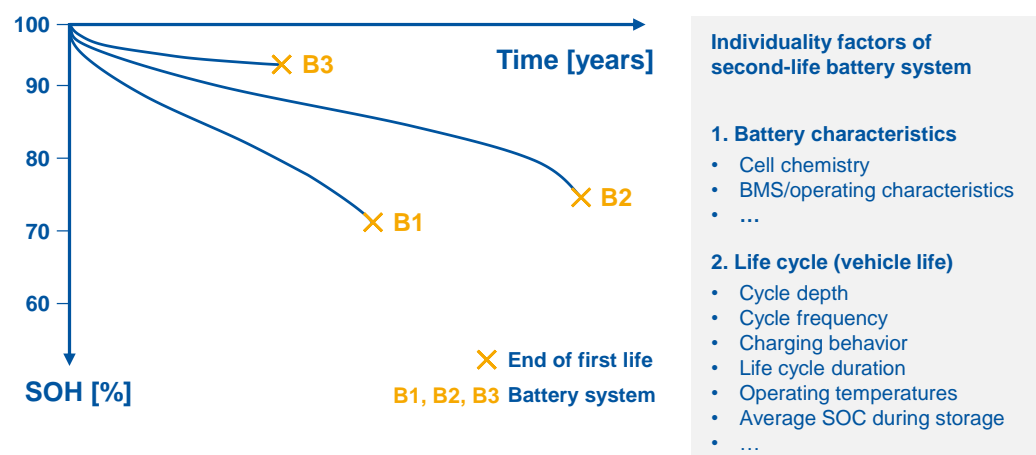 100
90
80
70
60
Time [years]
B3
B2
B1
SOH [%]
End of first life
B1, B2, B3 Battery system
Individuality factors of
second-life battery system
1. Battery characteristics
• Cell chemistry
• BMS/operating characteristics
• …
2. Life cycle (vehicle life)
• Cycle depth
• Cycle frequency
• Charging behavior
• Life cycle duration
• Operating temperatures
• Average SOC during storage
• …